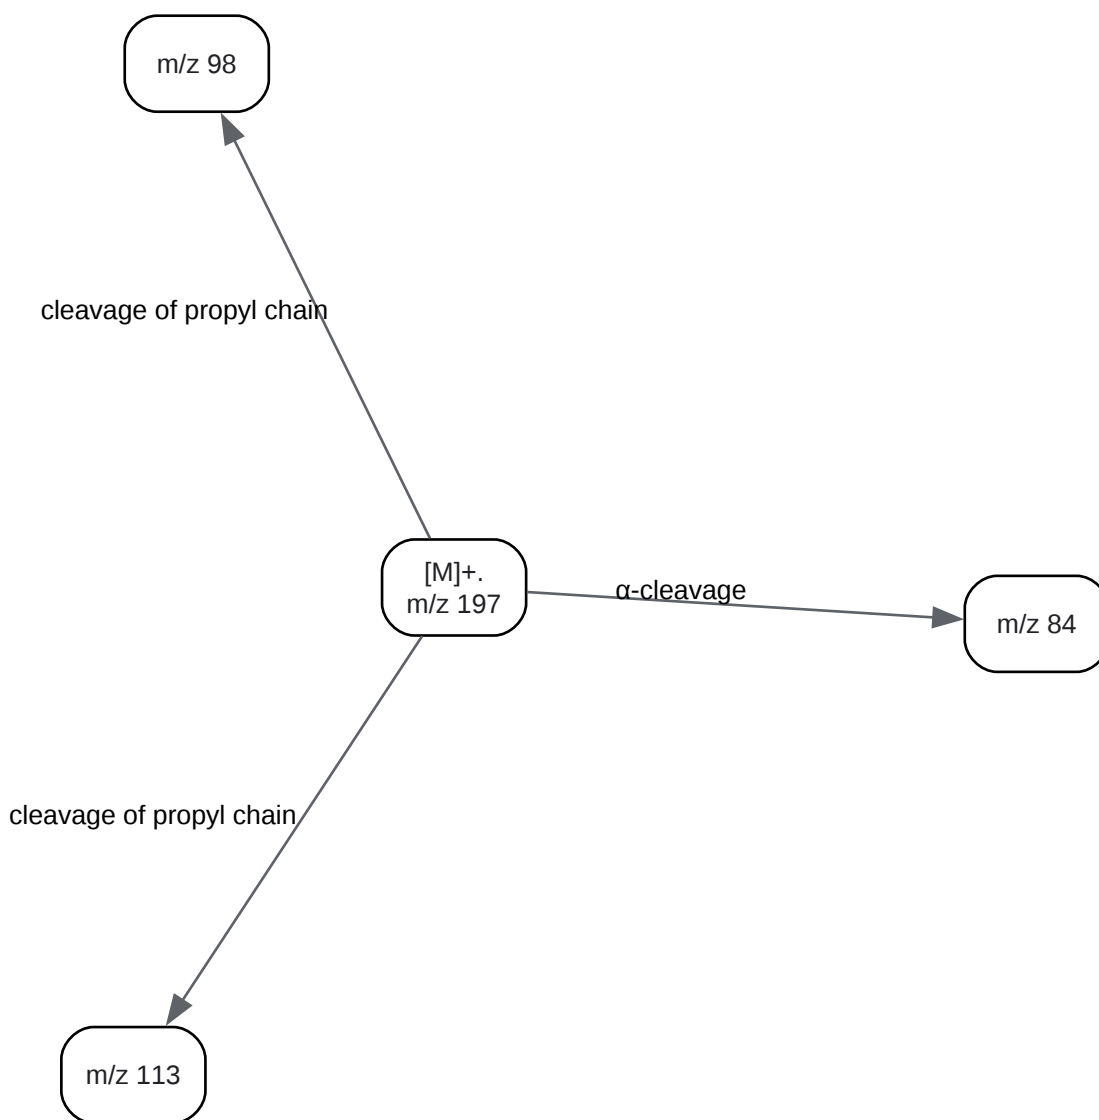 m/z 98
cleavage of propyl chain
[M]+.
m/z 197
α-cleavage
m/z 84
cleavage of propyl chain
m/z 113